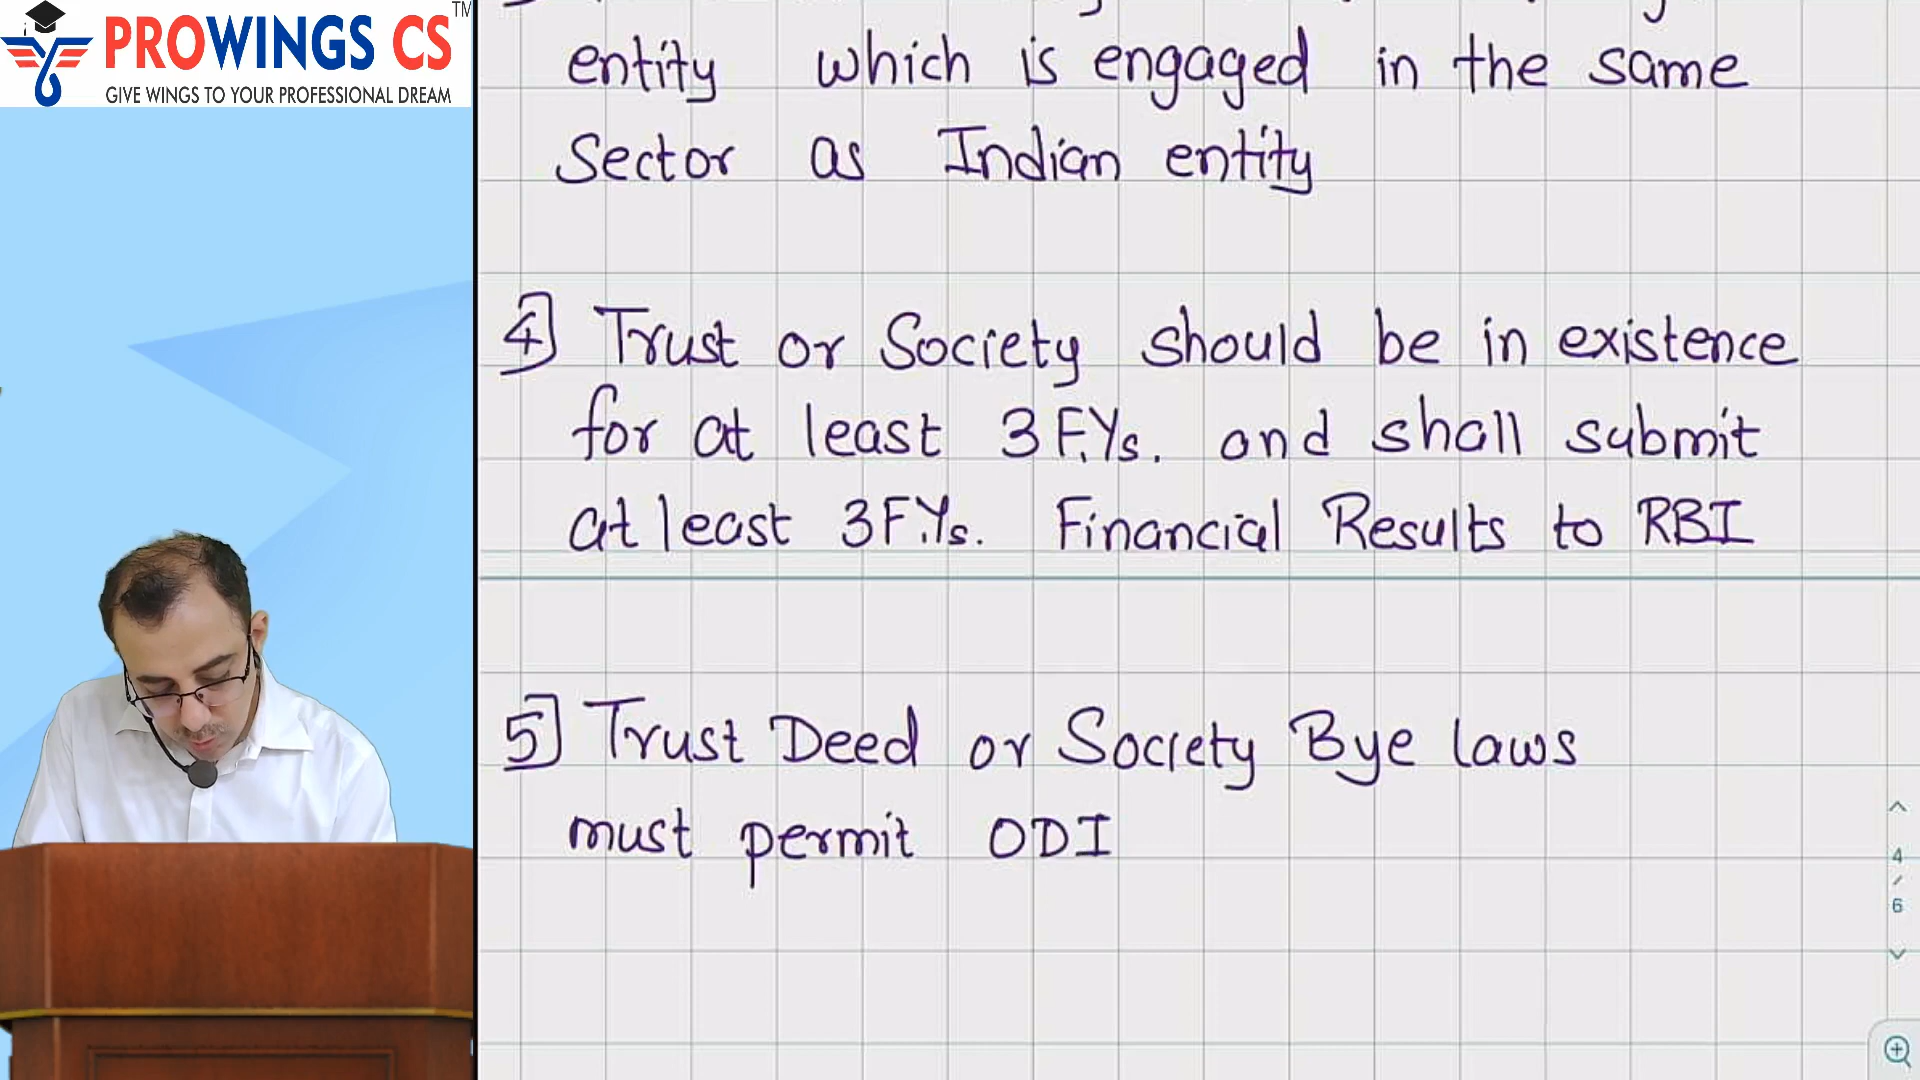 PROWINGS CS TM
GIVE WINGS TO YOUR PROFESSIONAL DREAM
entity which is engaged in the same
Sector as Indian entity
4] Trust or Society should be in existence
for at least 3 F.Ys. and shall submit
at least 3 F.Ys. Financial Results to RBI
5] Trust Deed or Society Bye laws
must permit ODI
4
/
6